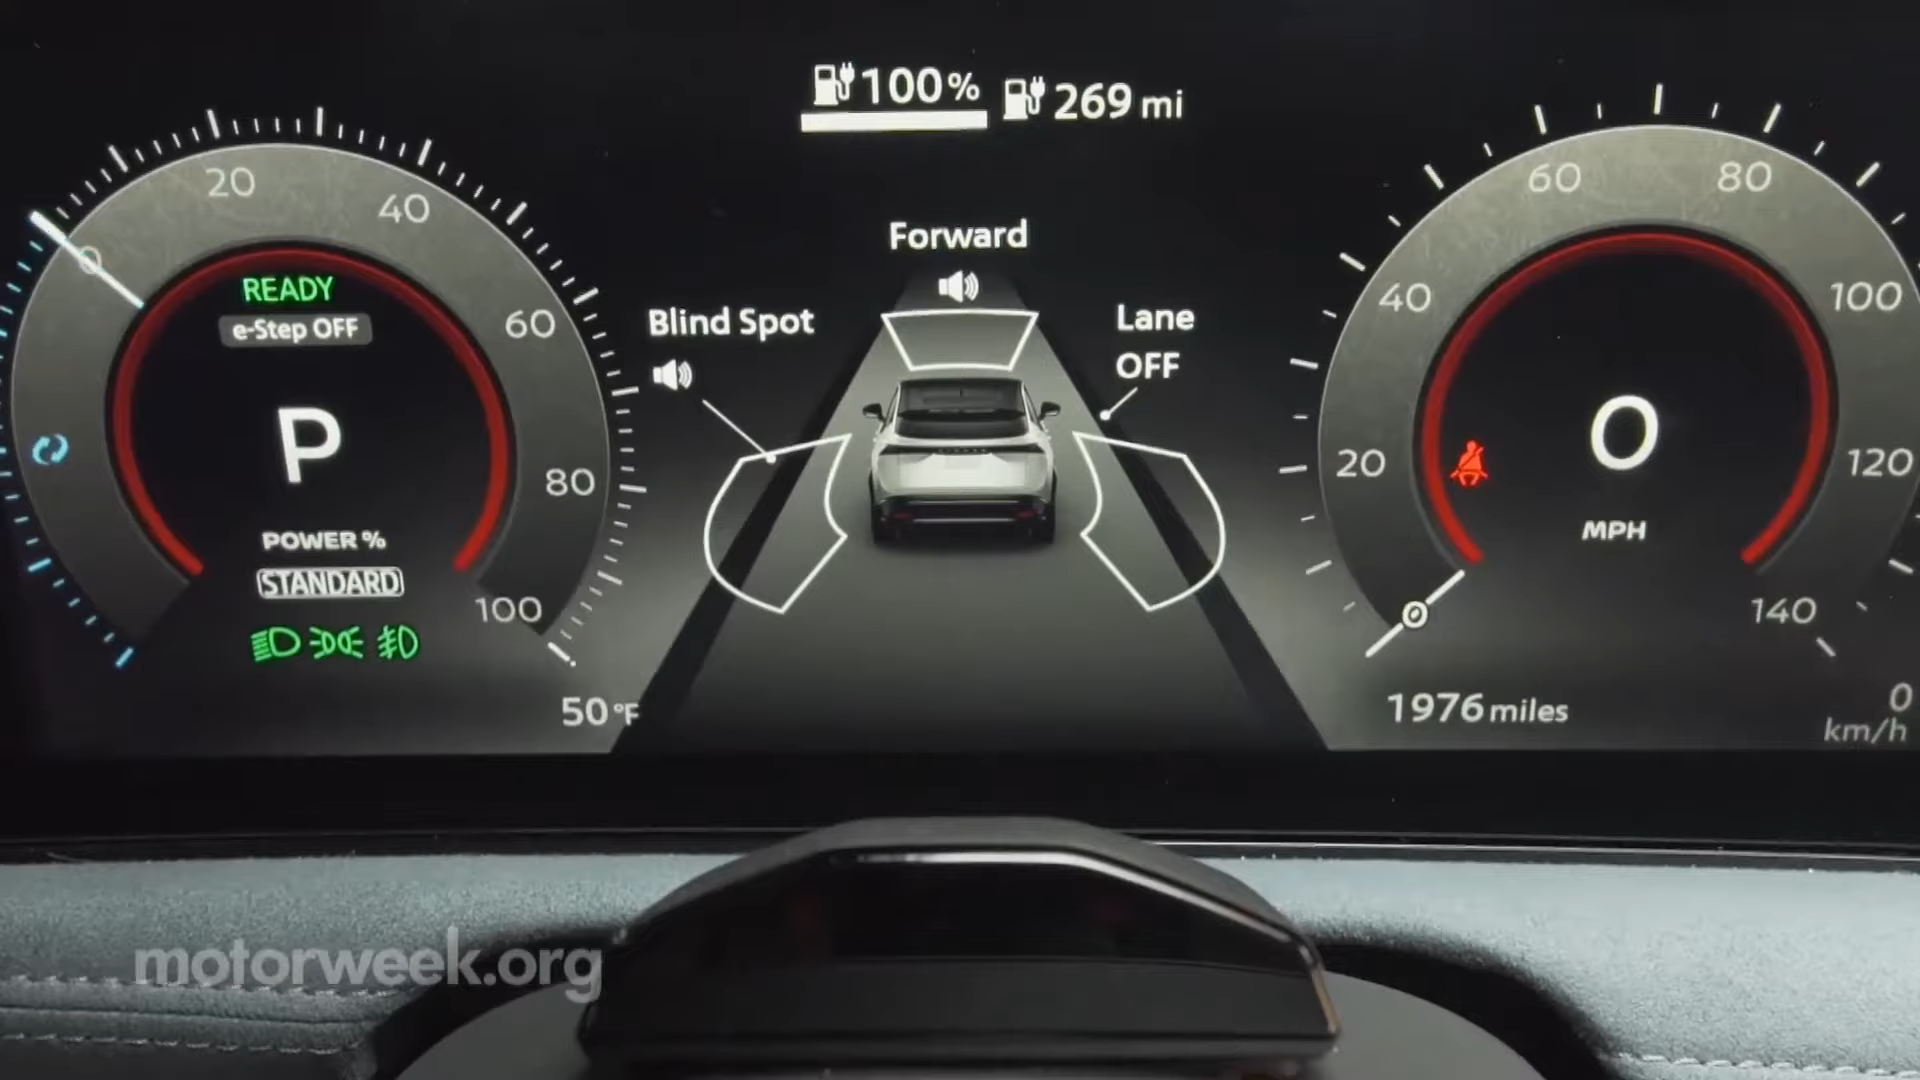 100%
269 mi
0
20
40
60
80
100
READY
e-Step OFF
P
POWER %
STANDARD
50°F
Forward
Blind Spot
Lane
OFF
0
20
40
60
80
100
120
140
0
MPH
1976 miles
0
km/h
motorweek.org